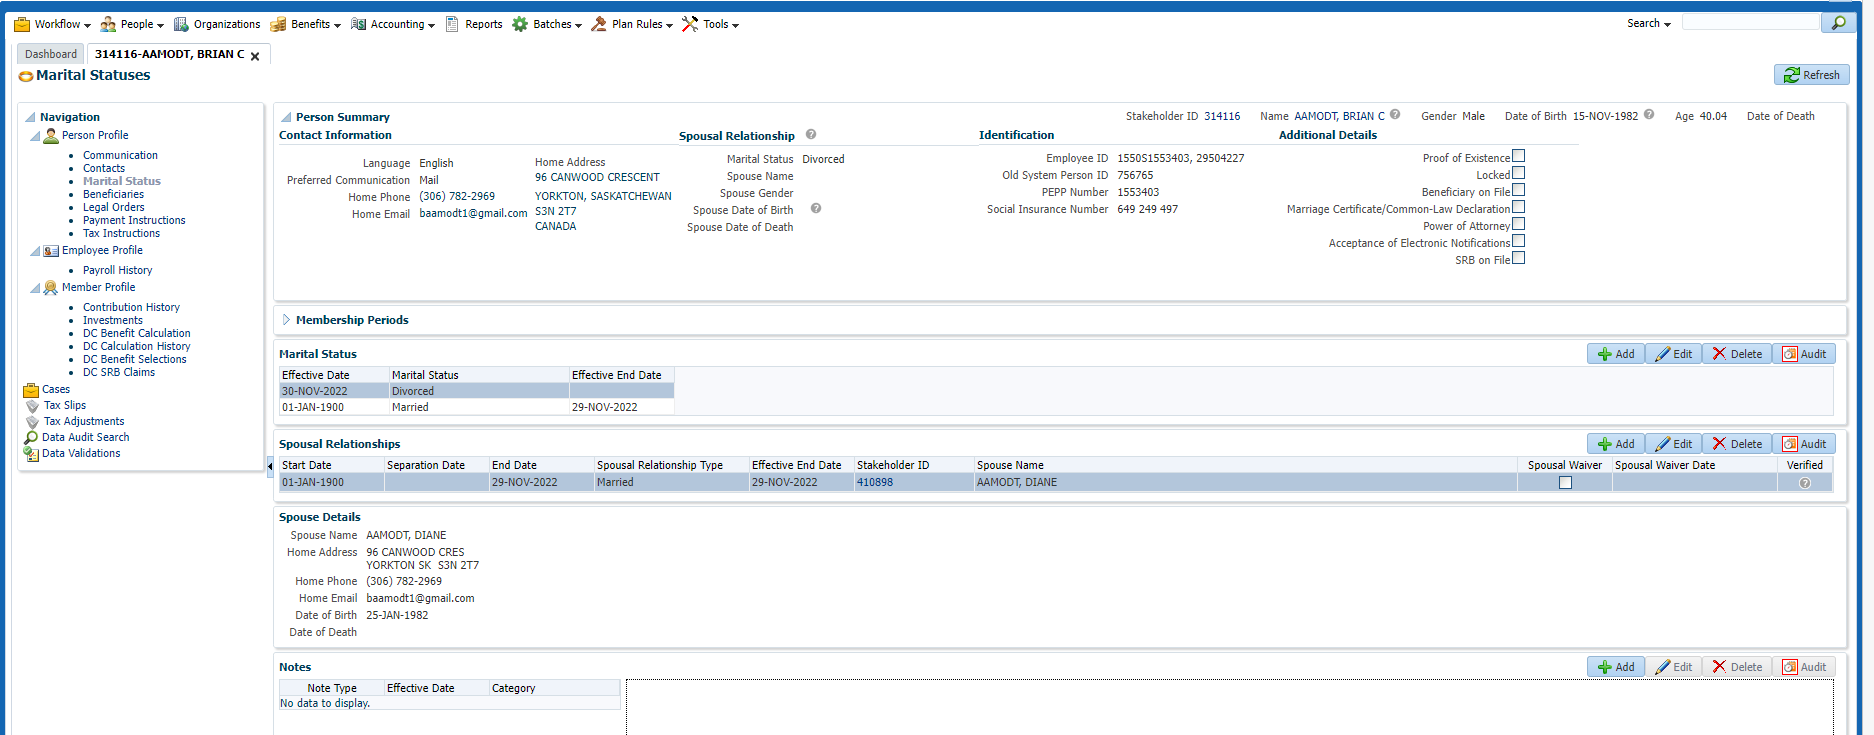 Workflow People Organizations Benefits Accounting Reports Batches Plan Rules Tools Search
Dashboard 314116-AAMODT, BRIAN C
Marital Statuses
Refresh
Navigation
Person Profile
Communication
Contacts
Marital Status
Beneficiaries
Legal Orders
Payment Instructions
Tax Instructions
Employee Profile
Payroll History
Member Profile
Contribution History
Investments
DC Benefit Calculation
DC Calculation History
DC Benefit Selections
DC SRB Claims
Cases
Tax Slips
Tax Adjustments
Data Audit Search
Data Validations
Person Summary Stakeholder ID 314116 Name AAMODT, BRIAN C Gender Male Date of Birth 15-NOV-1982 Age 40.04 Date of Death
Contact Information
Language English
Preferred Communication Mail
Home Phone (306) 782-2969
Home Email baamodt1@gmail.com
Home Address
96 CANWOOD CRESCENT
YORKTON, SASKATCHEWAN
S3N 2T7
CANADA
Spousal Relationship
Marital Status Divorced
Spouse Name
Spouse Gender
Spouse Date of Birth
Spouse Date of Death
Identification
Employee ID 1550S1553403, 29504227
Old System Person ID 756765
PEPP Number 1553403
Social Insurance Number 649 249 497
Additional Details
Proof of Existence
Locked
Beneficiary on File
Marriage Certificate/Common-Law Declaration
Power of Attorney
Acceptance of Electronic Notifications
SRB on File
Membership Periods
Marital Status Add Edit Delete Audit
Effective Date Marital Status Effective End Date
30-NOV-2022 Divorced
01-JAN-1900 Married 29-NOV-2022
Spousal Relationships Add Edit Delete Audit
Start Date Separation Date End Date Spousal Relationship Type Effective End Date Stakeholder ID Spouse Name Spousal Waiver Spousal Waiver Date Verified
01-JAN-1900 29-NOV-2022 Married 29-NOV-2022 410898 AAMODT, DIANE
Spouse Details
Spouse Name AAMODT, DIANE
Home Address 96 CANWOOD CRES
YORKTON SK S3N 2T7
Home Phone (306) 782-2969
Home Email baamodt1@gmail.com
Date of Birth 25-JAN-1982
Date of Death
Notes Add Edit Delete Audit
Note Type Effective Date Category
No data to display.